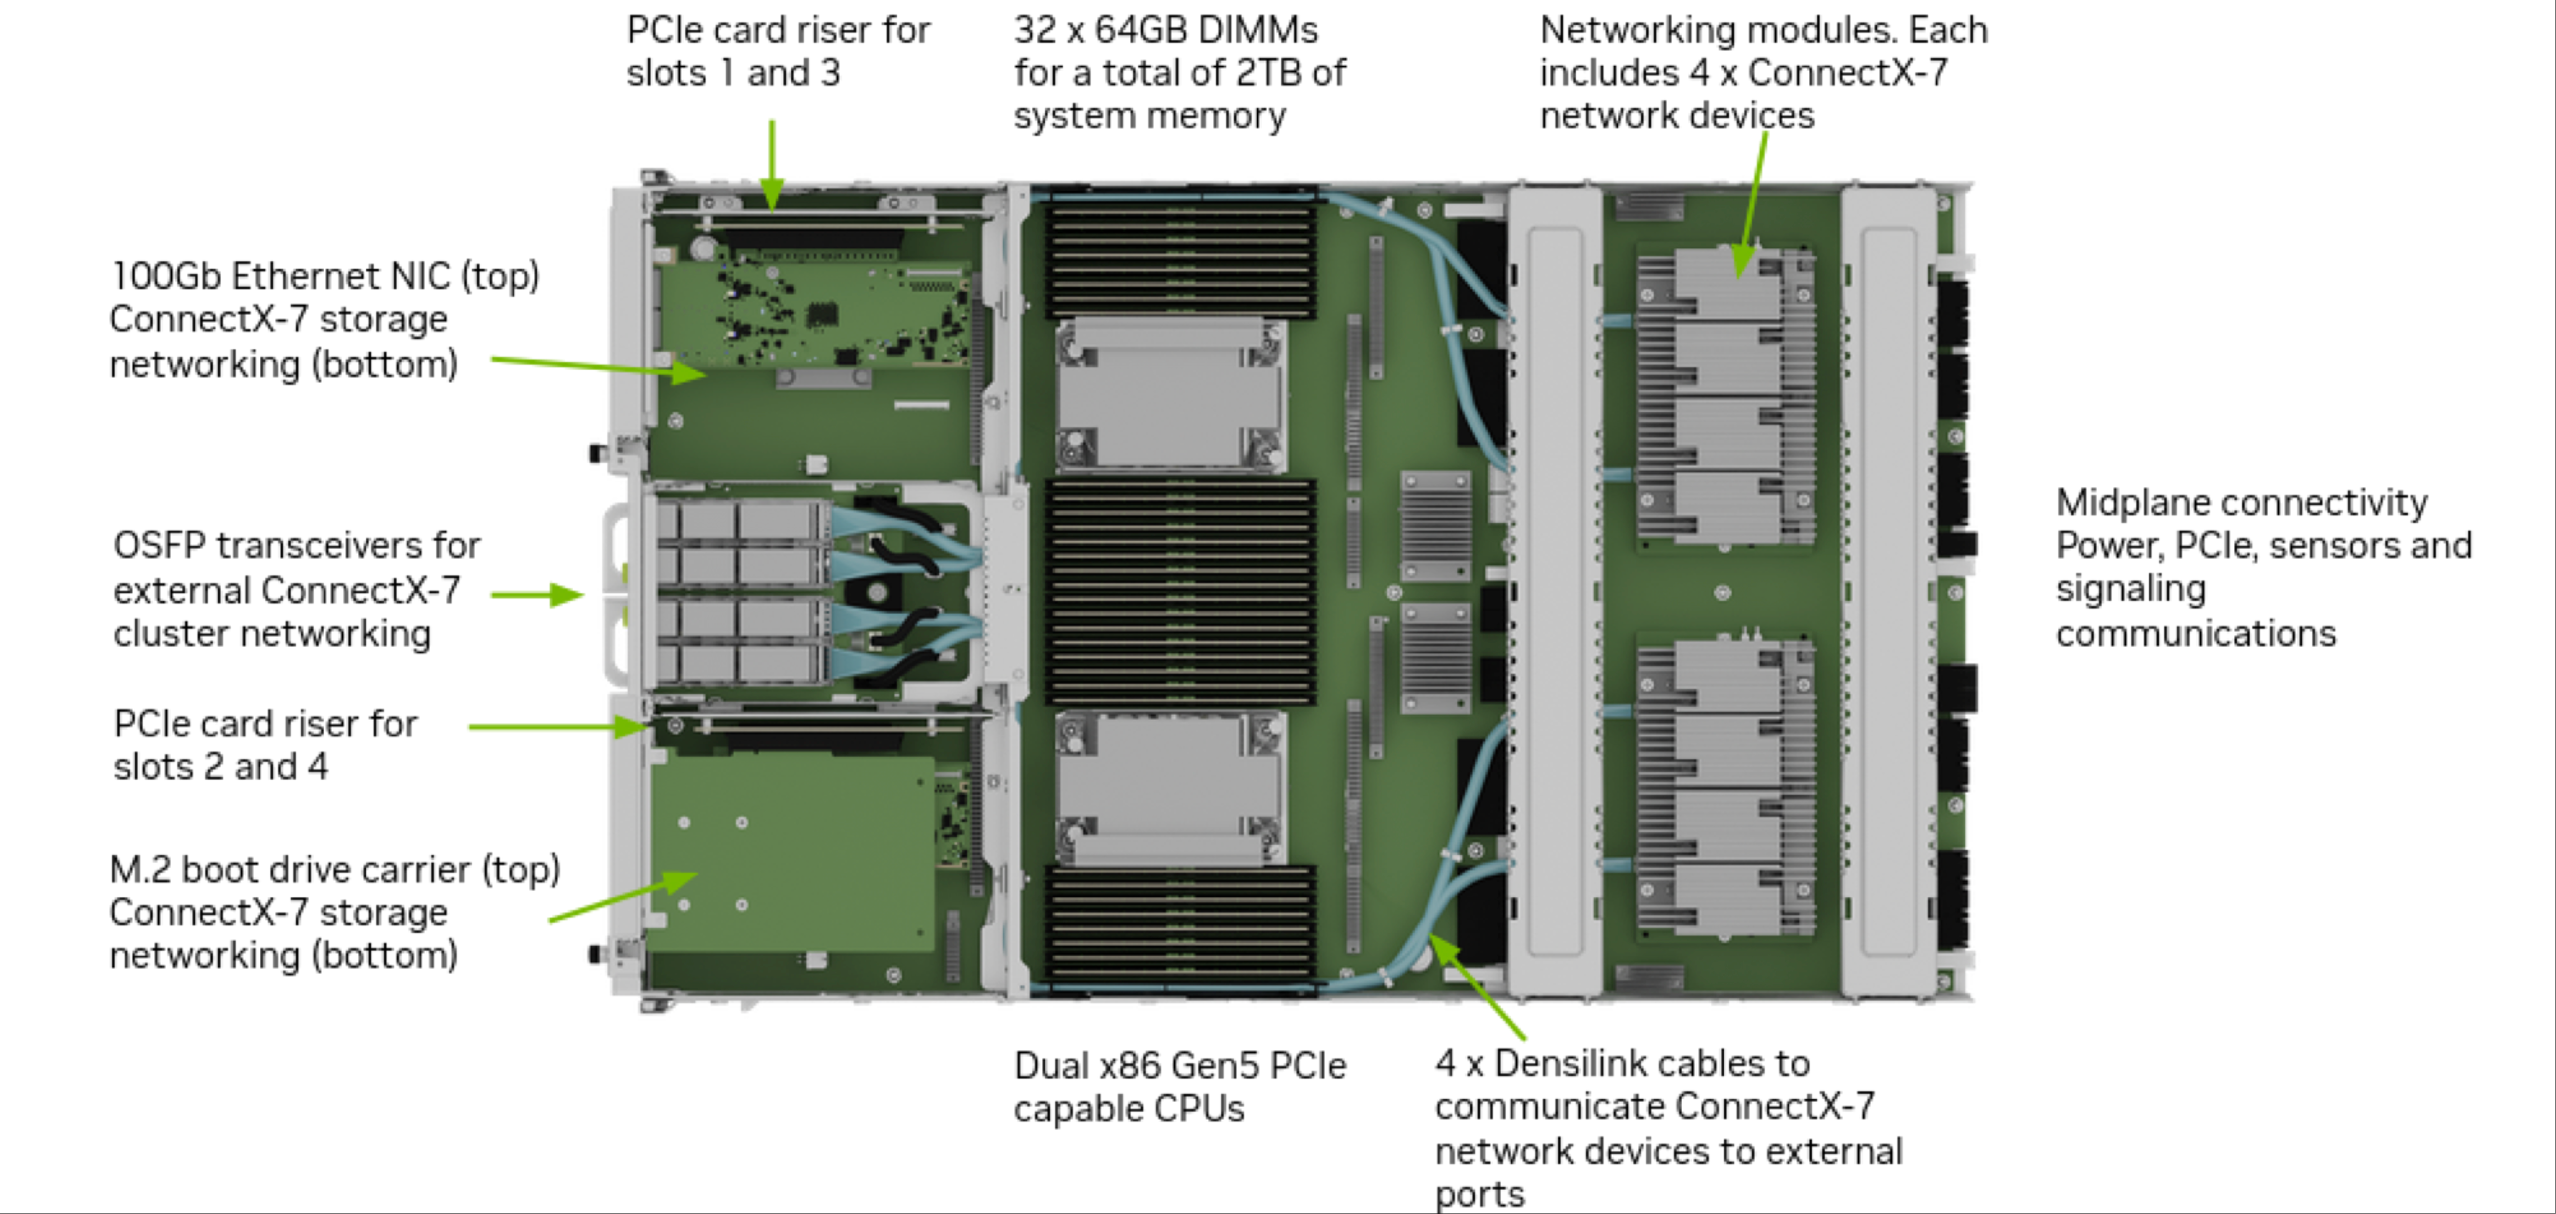 PCIe card riser for
slots 1 and 3
32 x 64GB DIMMs
for a total of 2TB of
system memory
Networking modules. Each
includes 4 x ConnectX-7
network devices
100Gb Ethernet NIC (top)
ConnectX-7 storage
networking (bottom)
OSFP transceivers for
external ConnectX-7
cluster networking
Midplane connectivity
Power, PCIe, sensors and
signaling
communications
PCIe card riser for
slots 2 and 4
M.2 boot drive carrier (top)
ConnectX-7 storage
networking (bottom)
Dual x86 Gen5 PCIe
capable CPUs
4 x Densilink cables to
communicate ConnectX-7
network devices to external
ports